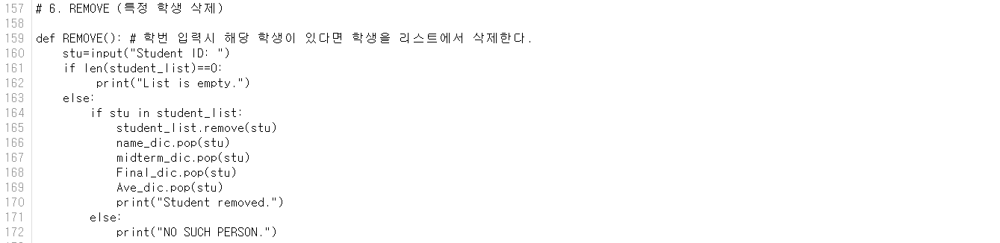 157 # 6. REMOVE (특정 학생 삭제)
158
159 def REMOVE(): # 학번 입력시 해당 학생이 있다면 학생을 리스트에서 삭제한다.
160     stu=input("Student ID: ")
161     if len(student_list)==0:
162          print("List is empty.")
163     else:
164         if stu in student_list:
165             student_list.remove(stu)
166             name_dic.pop(stu)
167             midterm_dic.pop(stu)
168             Final_dic.pop(stu)
169             Ave_dic.pop(stu)
170             print("Student removed.")
171         else:
172             print("NO SUCH PERSON.")